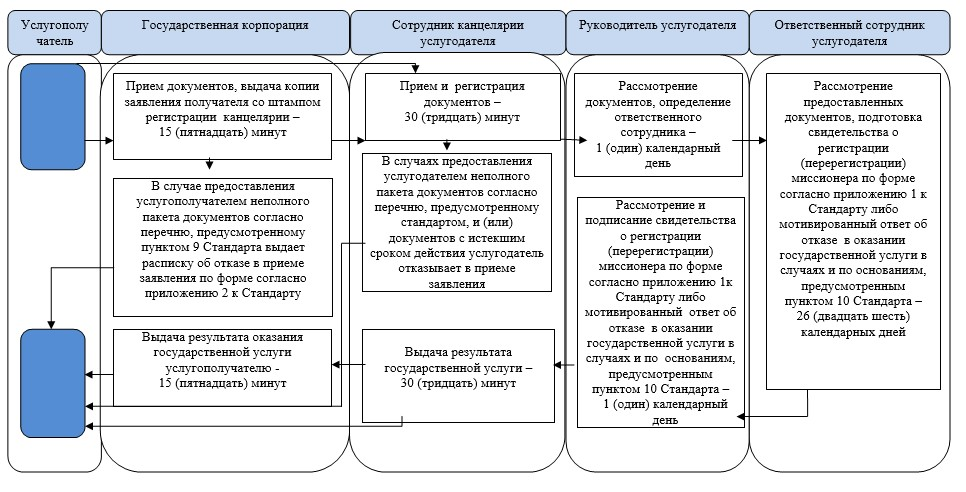 Услугополу
чатель
Государственная корпорация
Сотрудник канцелярии
услугодателя
Руководитель услугодателя
Ответственный сотрудник
услугодателя
Прием документов, выдача копии
заявления получателя со штампом
регистрации канцелярии –
15 (пятнадцать) минут
Прием и регистрация
документов –
30 (тридцать) минут
Рассмотрение
документов, определение
ответственного
сотрудника –
1 (один) календарный
день
Рассмотрение
предоставленных
документов, подготовка
свидетельства о
регистрации
(перерегистрации)
миссионера по форме
согласно приложению 1 к
Стандарту либо
мотивированный ответ об
отказе в оказании
государственной услуги в
случаях и по основаниям,
предусмотренным
пунктом 10 Стандарта –
26 (двадцать шесть)
календарных дней
В случае предоставления
услугополучателем неполного
пакета документов согласно
перечню, предусмотренному
пунктом 9 Стандарта выдает
расписку об отказе в приеме
заявления по форме согласно
приложению 2 к Стандарту
В случаях предоставления
услугодателем неполного
пакета документов согласно
перечню, предусмотренному
стандартом, и (или)
документов с истекшим
сроком действия услугодатель
отказывает в приеме
заявления
Рассмотрение и
подписание свидетельства
о регистрации
(перерегистрации)
миссионера по форме
согласно приложению 1к
Стандарту либо
мотивированный ответ об
отказе в оказании
государственной услуги в
случаях и по основаниям,
предусмотренным
пунктом 10 Стандарта –
1 (один) календарный
день
Выдача результата оказания
государственной услуги
услугополучателю -
15 (пятнадцать) минут
Выдача результата
государственной услуги –
30 (тридцать) минут